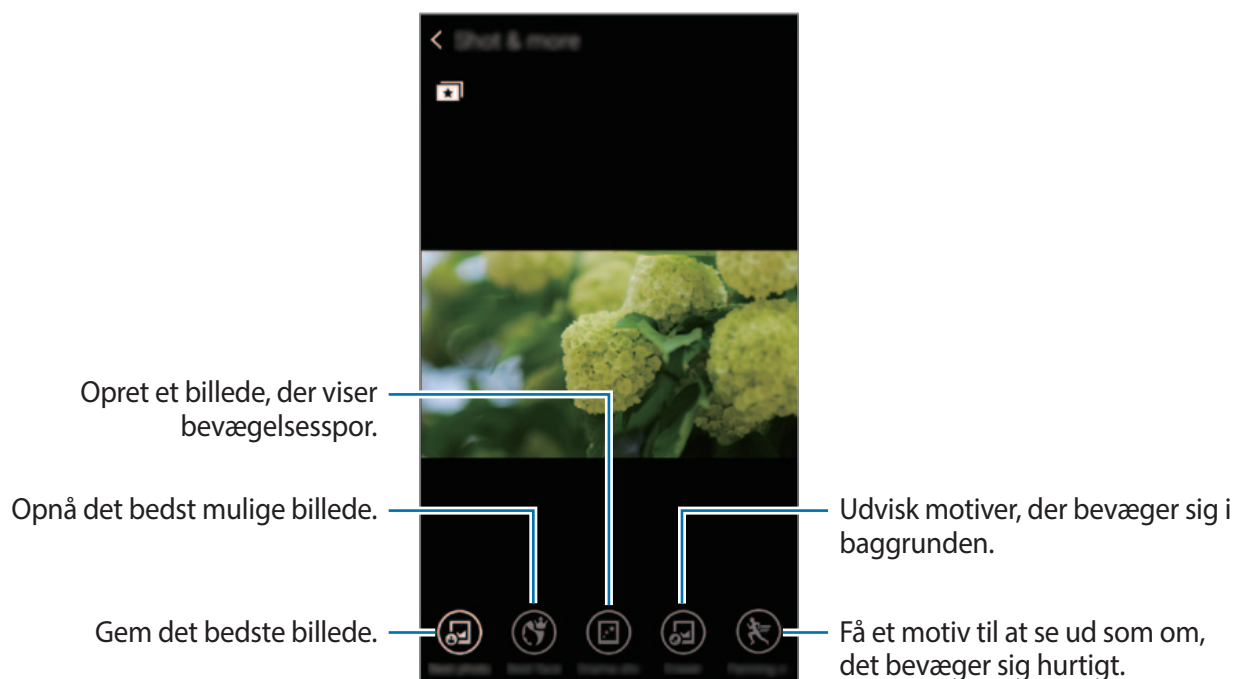 Shot & more
Opret et billede, der viser
bevægelsesspor.
Opnå det bedst mulige billede.
Gem det bedste billede.
Udvisk motiver, der bevæger sig i
baggrunden.
Få et motiv til at se ud som om,
det bevæger sig hurtigt.